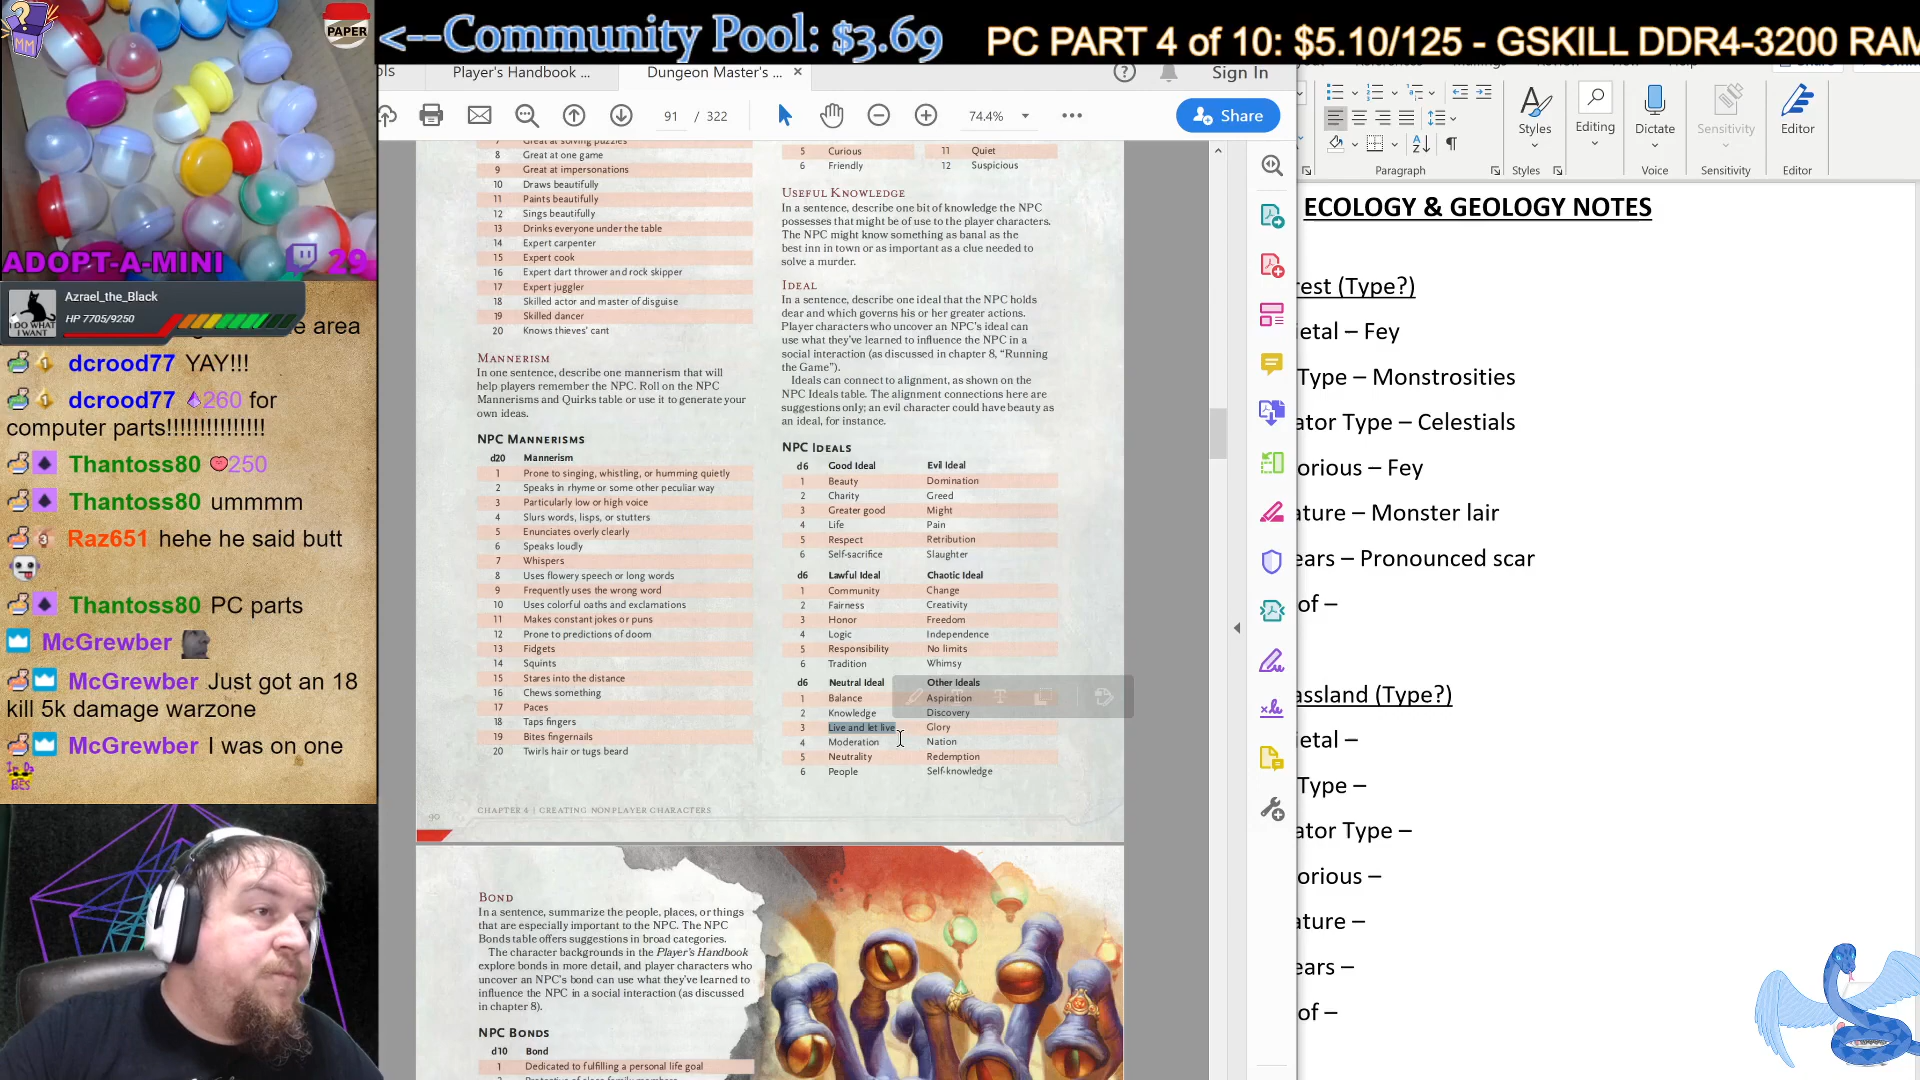 <--Community Pool: $3.69
PC PART 4 of 10: $5.10/125 - GSKILL DDR4-3200 RAM
MM
PAPER
ADOPT-A-MINI 29
Azrael_the_Black
HP 7705/9250
I DO WHAT
I WANT
e area
dcrood77 YAY!!!
dcrood77 260 for
computer parts!!!!!!!!!!!!!!!
Thantoss80 250
Thantoss80 ummmm
Raz651 hehe he said butt
Thantoss80 PC parts
McGrewber
McGrewber Just got an 18
kill 5k damage warzone
McGrewber I was on one
ols
Player's Handbook ...
Dungeon Master's ... ×
Sign In
91 / 322
74.4%
Share
8 Great at one game
9 Great at impersonations
10 Draws beautifully
11 Paints beautifully
12 Sings beautifully
13 Drinks everyone under the table
14 Expert carpenter
15 Expert cook
16 Expert dart thrower and rock skipper
17 Expert juggler
18 Skilled actor and master of disguise
19 Skilled dancer
20 Knows thieves' cant
MANNERISM
In one sentence, describe one mannerism that will
help players remember the NPC. Roll on the NPC
Mannerisms and Quirks table or use it to generate your
own ideas.
NPC MANNERISMS
d20 Mannerism
1 Prone to singing, whistling, or humming quietly
2 Speaks in rhyme or some other peculiar way
3 Particularly low or high voice
4 Slurs words, lisps, or stutters
5 Enunciates overly clearly
6 Speaks loudly
7 Whispers
8 Uses flowery speech or long words
9 Frequently uses the wrong word
10 Uses colorful oaths and exclamations
11 Makes constant jokes or puns
12 Prone to predictions of doom
13 Fidgets
14 Squints
15 Stares into the distance
16 Chews something
17 Paces
18 Taps fingers
19 Bites fingernails
20 Twirls hair or tugs beard
5 Curious 11 Quiet
6 Friendly 12 Suspicious
USEFUL KNOWLEDGE
In a sentence, describe one bit of knowledge the NPC
possesses that might be of use to the player characters.
The NPC might know something as banal as the
best inn in town or as important as a clue needed to
solve a murder.
IDEAL
In a sentence, describe one ideal that the NPC holds
dear and which governs his or her greater actions.
Player characters who uncover an NPC's ideal can
use what they've learned to influence the NPC in a
social interaction (as discussed in chapter 8, "Running
the Game").
Ideals can connect to alignment, as shown on the
NPC Ideals table. The alignment connections here are
suggestions only; an evil character could have beauty as
an ideal, for instance.
NPC IDEALS
d6 Good Ideal Evil Ideal
1 Beauty Domination
2 Charity Greed
3 Greater good Might
4 Life Pain
5 Respect Retribution
6 Self-sacrifice Slaughter
d6 Lawful Ideal Chaotic Ideal
1 Community Change
2 Fairness Creativity
3 Honor Freedom
4 Logic Independence
5 Responsibility No limits
6 Tradition Whimsy
d6 Neutral Ideal Other Ideals
1 Balance Aspiration
2 Knowledge Discovery
3 Live and let live Glory
4 Moderation Nation
5 Neutrality Redemption
6 People Self-knowledge
90 CHAPTER 4 | CREATING NONPLAYER CHARACTERS
BOND
In a sentence, summarize the people, places, or things
that are especially important to the NPC. The NPC
Bonds table offers suggestions in broad categories.
The character backgrounds in the Player's Handbook
explore bonds in more detail, and player characters who
uncover an NPC's bond can use what they've learned to
influence the NPC in a social interaction (as discussed
in chapter 8).
NPC BONDS
d10 Bond
1 Dedicated to fulfilling a personal life goal
Styles
Editing
Dictate
Sensitivity
Editor
Paragraph
Styles
Voice
Sensitivity
Editor
ECOLOGY & GEOLOGY NOTES
rest (Type?)
ietal – Fey
Type – Monstrosities
ator Type – Celestials
orious – Fey
ature – Monster lair
ears – Pronounced scar
of –
assland (Type?)
ietal –
Type –
ator Type –
orious –
ature –
ears –
of –